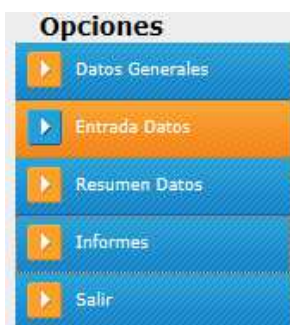 Opciones
Datos Generales
Entrada Datos
Resumen Datos
Informes
Salir